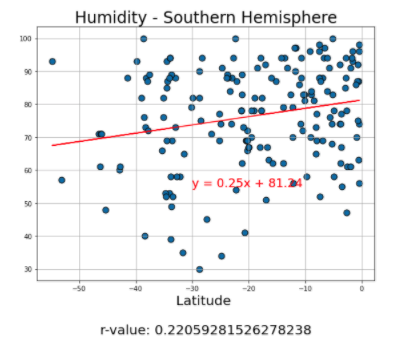 Humidity - Southern Hemisphere
100
90
80
70
60
50
40
30
y = 0.25x + 81.24
−50 −40 −30 −20 −10 0
Latitude
r-value: 0.22059281526278238